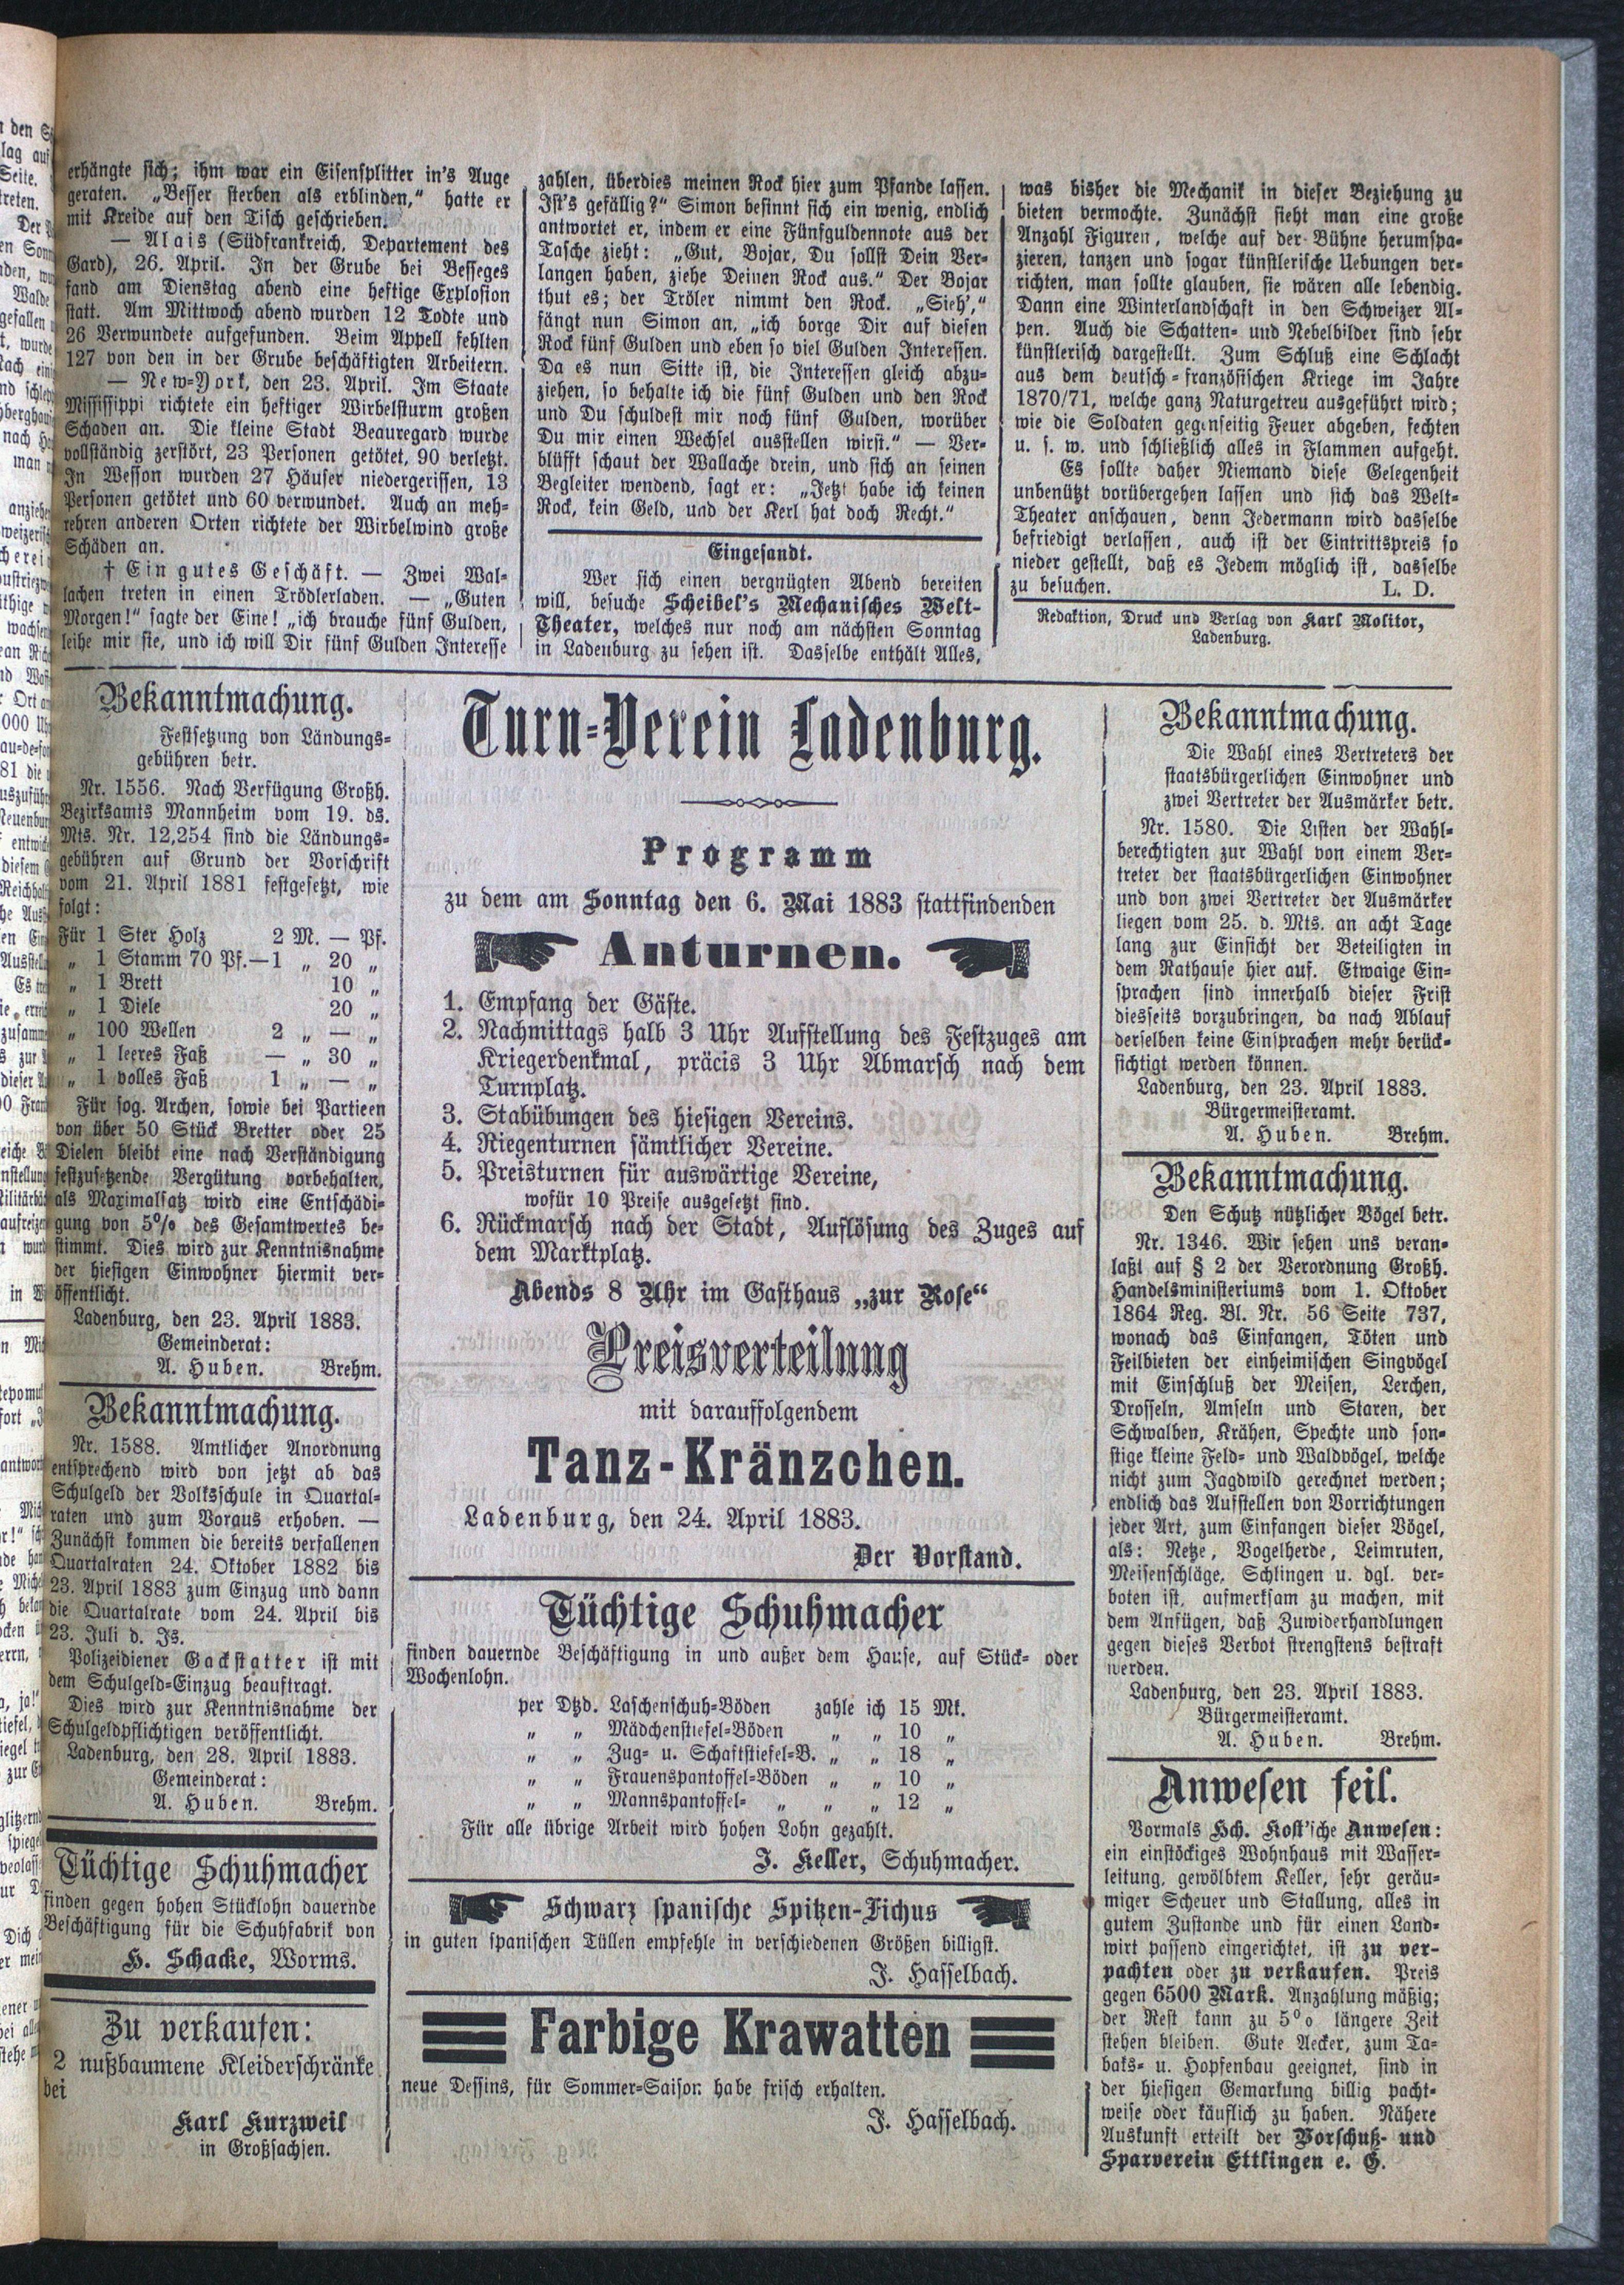 erhängte sich; ihm war ein Eisensplitter in's Auge
geraten. „Besser sterben als erblinden,“ hatte er
mit Kreide auf den Tisch geschrieben.
— Alais (Südfrankreich, Departement des
Gard), 26. April. In der Grube bei Besseges
fand am Dienstag abend eine heftige Explosion
statt. Am Mittwoch abend wurden 12 Todte und
26 Verwundete aufgefunden. Beim Appell fehlten
127 von den in der Grube beschäftigten Arbeitern.
— New-York, den 23. April. Im Staate
Mississippi richtete ein heftiger Wirbelsturm großen
Schaden an. Die kleine Stadt Beauregard wurde
vollständig zerstört, 23 Personen getötet, 90 verletzt.
In Wesson wurden 27 Häuser niedergerissen, 13
Personen getötet und 60 verwundet. Auch an meh-
rehren anderen Orten richtete der Wirbelwind große
Schäden an.
† Ein gutes Geschäft. — Zwei Wal-
lachen treten in einen Trödlerladen. — „Guten
Morgen!“ sagte der Eine! „ich brauche fünf Gulden,
leihe mir sie, und ich will Dir fünf Gulden Interesse
zahlen, überdies meinen Rock hier zum Pfande lassen.
Ist's gefällig?“ Simon besinnt sich ein wenig, endlich
antwortet er, indem er eine Fünfguldennote aus der
Tasche zieht: „Gut, Bojar, Du sollst Dein Ver-
langen haben, ziehe Deinen Rock aus.“ Der Bojar
thut es; der Tröler nimmt den Rock. „Sieh',“
fängt nun Simon an, „ich borge Dir auf diesen
Rock fünf Gulden und eben so viel Gulden Interessen.
Da es nun Sitte ist, die Interessen gleich abzu-
ziehen, so behalte ich die fünf Gulden und den Rock
und Du schuldest mir noch fünf Gulden, worüber
Du mir einen Wechsel ausstellen wirst.“ — Ver-
blüfft schaut der Wallache drein, und sich an seinen
Begleiter wendend, sagt er: „Jetzt habe ich keinen
Rock, kein Geld, und der Kerl hat doch Recht.“
Eingesandt.
Wer sich einen vergnügten Abend bereiten
will, besuche Scheibel's Mechanisches Welt-
Theater, welches nur noch am nächsten Sonntag
in Ladenburg zu sehen ist. Dasselbe enthält Alles,
was bisher die Mechanik in dieser Beziehung zu
bieten vermochte. Zunächst sieht man eine große
Anzahl Figuren, welche auf der Bühne herumspa-
zieren, tanzen und sogar künstlerische Uebungen ver-
richten, man sollte glauben, sie wären alle lebendig.
Dann eine Winterlandschaft in den Schweizer Al-
pen. Auch die Schatten- und Nebelbilder sind sehr
künstlerisch dargestellt. Zum Schluß eine Schlacht
aus dem deutsch-französischen Kriege im Jahre
1870/71, welche ganz Naturgetreu ausgeführt wird;
wie die Soldaten gegenseitig Feuer abgeben, fechten
u. s. w. und schließlich alles in Flammen aufgeht.
Es sollte daher Niemand diese Gelegenheit
unbenützt vorübergehen lassen und sich das Welt-
Theater anschauen, denn Jedermann wird dasselbe
befriedigt verlassen, auch ist der Eintrittspreis so
nieder gestellt, daß es Jedem möglich ist, dasselbe
zu besuchen. L. D.
Redaktion, Druck und Verlag von Karl Molitor,
Ladenburg.
Bekanntmachung.
Festsetzung von Ländungs-
gebühren betr.
Nr. 1556. Nach Verfügung Großh.
Bezirksamts Mannheim vom 19. ds.
Mts. Nr. 12,254 sind die Ländungs-
gebühren auf Grund der Vorschrift
vom 21. April 1881 festgesetzt, wie
folgt:
Für 1 Ster Holz 2 M. — Pf.
„ 1 Stamm 70 Pf.—1 „ 20 „
„ 1 Brett 10 „
„ 1 Diele 20 „
„ 100 Wellen 2 „ — „
„ 1 leeres Faß — „ 30 „
„ 1 volles Faß 1 „ — „
Für sog. Archen, sowie bei Partieen
von über 50 Stück Bretter oder 25
Dielen bleibt eine nach Verständigung
festzusetzende Vergütung vorbehalten,
als Maximalsatz wird eine Entschädi-
gung von 5% des Gesamtwertes be-
stimmt. Dies wird zur Kenntnisnahme
der hiesigen Einwohner hiermit ver-
öffentlicht.
Ladenburg, den 23. April 1883.
Gemeinderat:
A. Huben. Brehm.
Bekanntmachung.
Nr. 1588. Amtlicher Anordnung
entsprechend wird von jetzt ab das
Schulgeld der Volksschule in Quartal-
raten und zum Voraus erhoben. —
Zunächst kommen die bereits verfallenen
Quartalraten 24. Oktober 1882 bis
23. April 1883 zum Einzug und dann
die Quartalrate vom 24. April bis
23. Juli d. Js.
Polizeidiener Gackstatter ist mit
dem Schulgeld-Einzug beauftragt.
Dies wird zur Kenntnisnahme der
Schulgeldpflichtigen veröffentlicht.
Ladenburg, den 28. April 1883.
Gemeinderat:
A. Huben. Brehm.
Tüchtige Schuhmacher
finden gegen hohen Stücklohn dauernde
Beschäftigung für die Schuhfabrik von
H. Schacke, Worms.
Zu verkaufen:
2 nußbaumene Kleiderschränke
bei
Karl Kurzweil
in Großsachsen.
Turn-Verein Ladenburg.
Programm
zu dem am Sonntag den 6. Mai 1883 stattfindenden
Anturnen.
1. Empfang der Gäste.
2. Nachmittags halb 3 Uhr Aufstellung des Festzuges am
Kriegerdenkmal, präcis 3 Uhr Abmarsch nach dem
Turnplatz.
3. Stabübungen des hiesigen Vereins.
4. Riegenturnen sämtlicher Vereine.
5. Preisturnen für auswärtige Vereine,
wofür 10 Preise ausgesetzt sind.
6. Rückmarsch nach der Stadt, Auflösung des Zuges auf
dem Marktplatz.
Abends 8 Uhr im Gasthaus „zur Rose“
Preisverteilung
mit darauffolgendem
Tanz-Kränzchen.
Ladenburg, den 24. April 1883.
Der Vorstand.
Tüchtige Schuhmacher
finden dauernde Beschäftigung in und außer dem Hause, auf Stück- oder
Wochenlohn.
per Dtzd. Laschenschuh-Böden zahle ich 15 Mk.
„ „ Mädchenstiefel-Böden „ „ 10 „
„ „ Zug- u. Schaftstiefel-B. „ „ 18 „
„ „ Frauenspantoffel-Böden „ „ 10 „
„ „ Mannspantoffel- „ „ „ 12 „
Für alle übrige Arbeit wird hohen Lohn gezahlt.
J. Keller, Schuhmacher.
Schwarz spanische Spitzen-Fichus
in guten spanischen Tüllen empfehle in verschiedenen Größen billigst.
J. Hasselbach.
Farbige Krawatten
neue Dessins, für Sommer-Saison habe frisch erhalten.
J. Hasselbach.
Bekanntmachung.
Die Wahl eines Vertreters der
staatsbürgerlichen Einwohner und
zwei Vertreter der Ausmärker betr.
Nr. 1580. Die Listen der Wahl-
berechtigten zur Wahl von einem Ver-
treter der staatsbürgerlichen Einwohner
und von zwei Vertreter der Ausmärker
liegen vom 25. d. Mts. an acht Tage
lang zur Einsicht der Beteiligten in
dem Rathause hier auf. Etwaige Ein-
sprachen sind innerhalb dieser Frist
diesseits vorzubringen, da nach Ablauf
derselben keine Einsprachen mehr berück-
sichtigt werden können.
Ladenburg, den 23. April 1883.
Bürgermeisteramt.
A. Huben. Brehm.
Bekanntmachung.
Den Schutz nützlicher Vögel betr.
Nr. 1346. Wir sehen uns veran-
laßt auf § 2 der Verordnung Großh.
Handelsministeriums vom 1. Oktober
1864 Reg. Bl. Nr. 56 Seite 737,
wonach das Einfangen, Töten und
Feilbieten der einheimischen Singvögel
mit Einschluß der Meisen, Lerchen,
Drosseln, Amseln und Staren, der
Schwalben, Krähen, Spechte und son-
stige kleine Feld- und Waldvögel, welche
nicht zum Jagdwild gerechnet werden;
endlich das Aufstellen von Vorrichtungen
jeder Art, zum Einfangen dieser Vögel,
als: Netze, Vogelherde, Leimruten,
Meisenschläge, Schlingen u. dgl. ver-
boten ist, aufmerksam zu machen, mit
dem Anfügen, daß Zuwiderhandlungen
gegen dieses Verbot strengstens bestraft
werden.
Ladenburg, den 23. April 1883.
Bürgermeisteramt.
A. Huben. Brehm.
Anwesen feil.
Vormals Hch. Kost'sche Anwesen:
ein einstöckiges Wohnhaus mit Wasser-
leitung, gewölbtem Keller, sehr geräu-
miger Scheuer und Stallung, alles in
gutem Zustande und für einen Land-
wirt passend eingerichtet, ist zu ver-
pachten oder zu verkaufen. Preis
gegen 6500 Mark. Anzahlung mäßig;
der Rest kann zu 5% längere Zeit
stehen bleiben. Gute Aecker, zum Ta-
baks- u. Hopfenbau geeignet, sind in
der hiesigen Gemarkung billig pacht-
weise oder käuflich zu haben. Nähere
Auskunft erteilt der Vorschuß- und
Sparverein Ettlingen e. G.